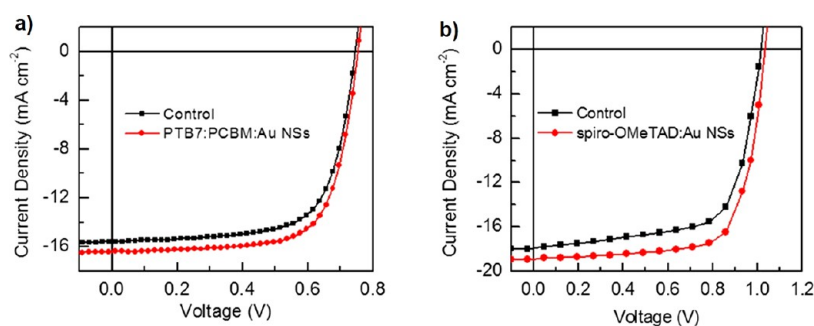 a)
Current Density (mA cm⁻²)
0
-4
-8
-12
-16
Control
PTB7:PCBM:Au NSs
0.0 0.2 0.4 0.6 0.8
Voltage (V)
b)
Current Density (mA cm⁻²)
0
-4
-8
-12
-16
-20
Control
spiro-OMeTAD:Au NSs
0.0 0.2 0.4 0.6 0.8 1.0 1.2
Voltage (V)